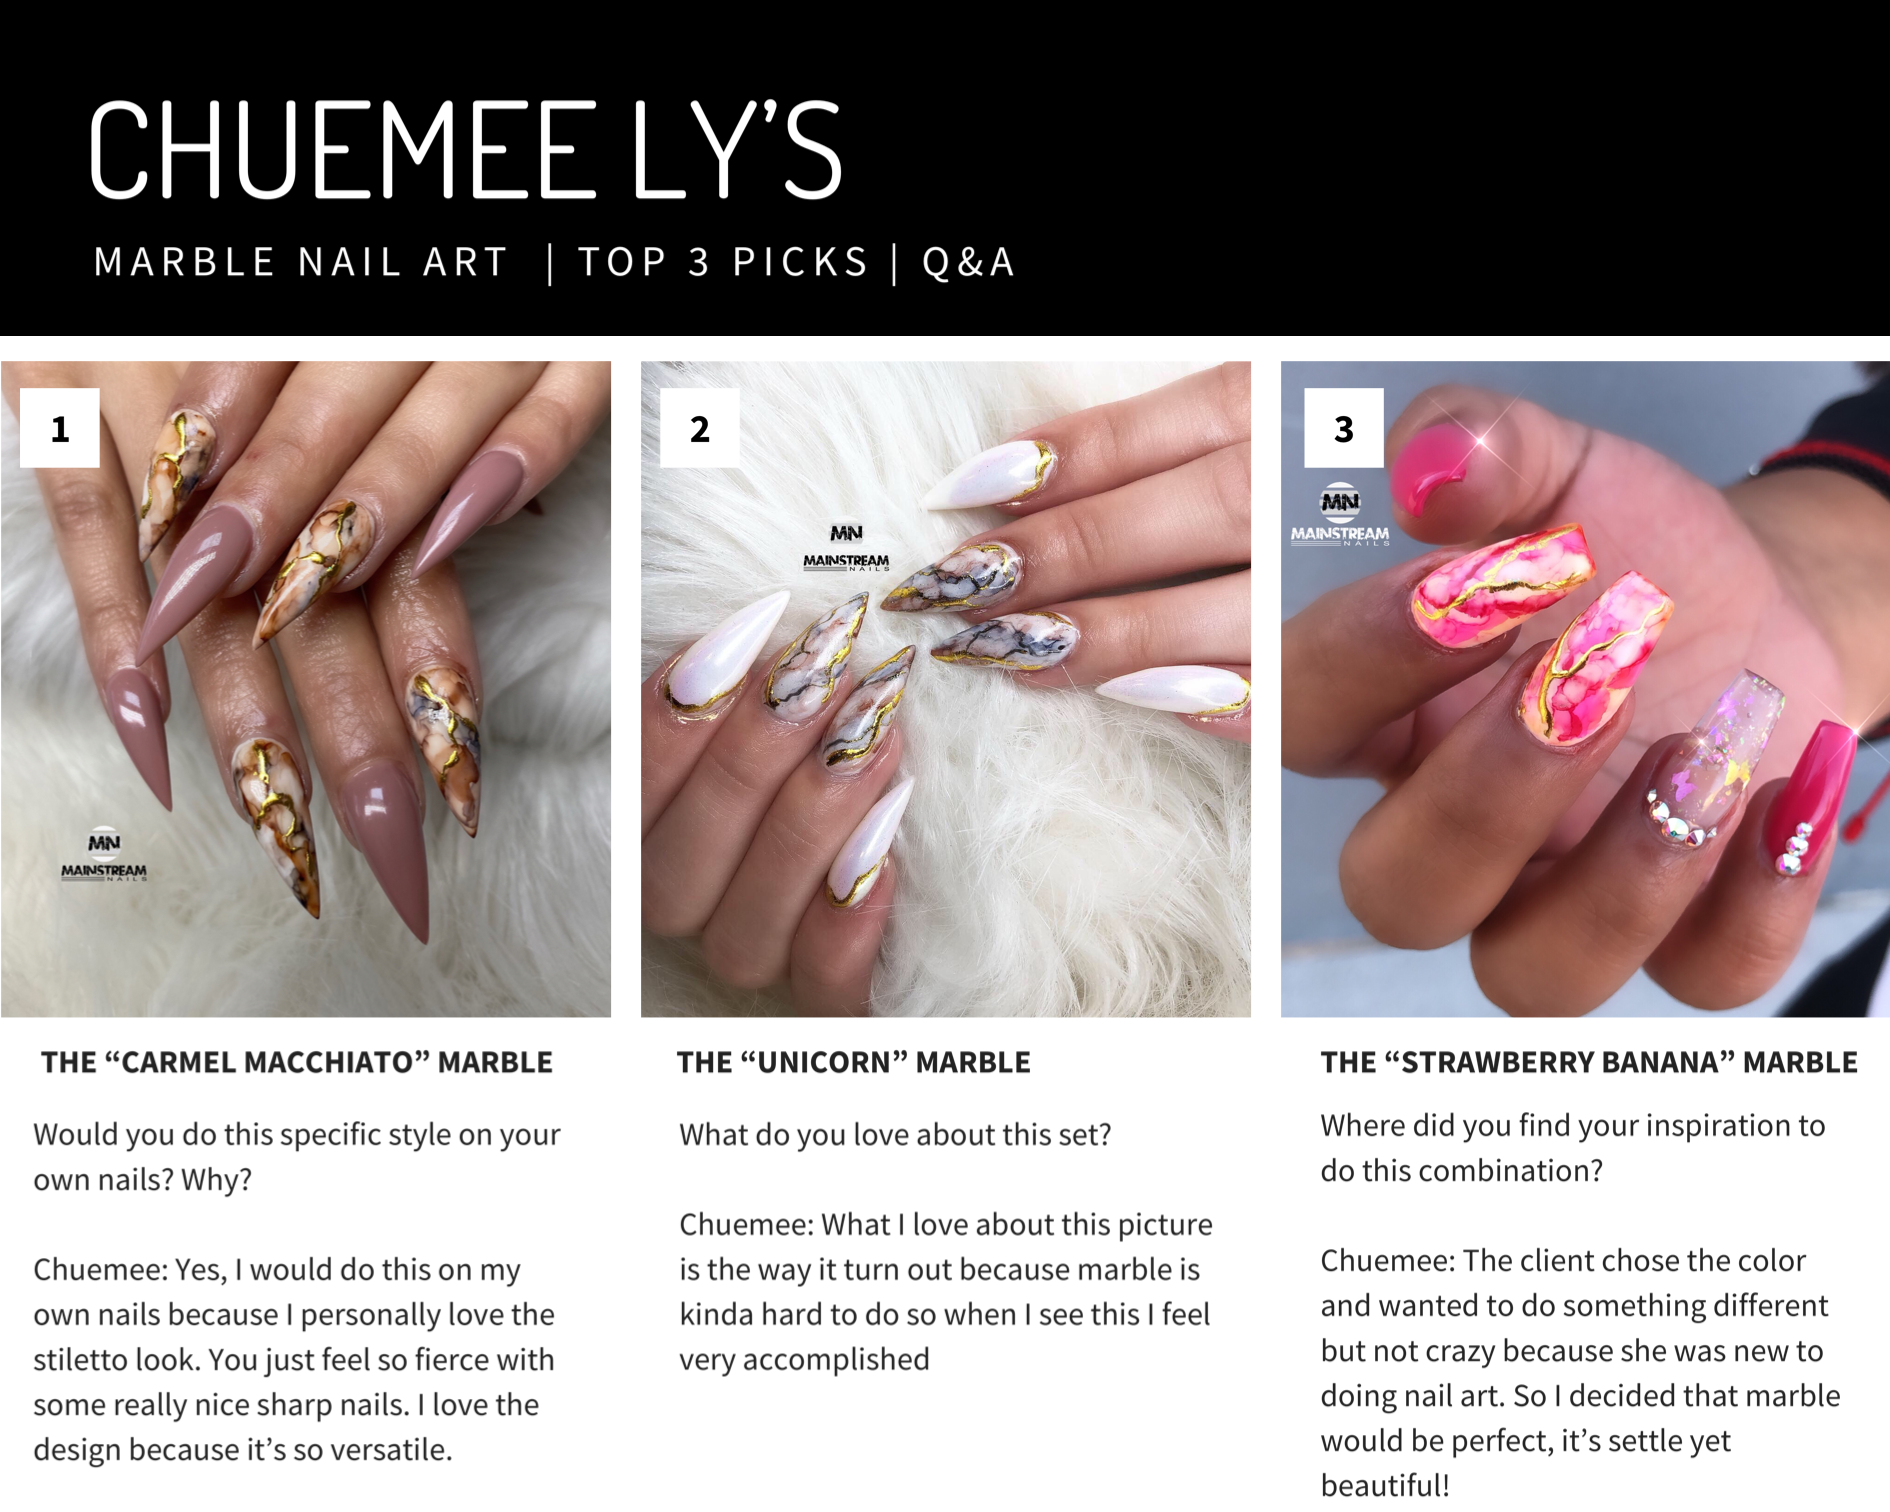 CHUEMEE LY’S
MARBLE NAIL ART | TOP 3 PICKS | Q&A
1
MN
MAINSTREAM
NAILS
2
MN
MAINSTREAM
NAILS
3
MN
MAINSTREAM
NAILS
THE “CARMEL MACCHIATO” MARBLE
Would you do this specific style on your
own nails? Why?
Chuemee: Yes, I would do this on my
own nails because I personally love the
stiletto look. You just feel so fierce with
some really nice sharp nails. I love the
design because it’s so versatile.
THE “UNICORN” MARBLE
What do you love about this set?
Chuemee: What I love about this picture
is the way it turn out because marble is
kinda hard to do so when I see this I feel
very accomplished
THE “STRAWBERRY BANANA” MARBLE
Where did you find your inspiration to
do this combination?
Chuemee: The client chose the color
and wanted to do something different
but not crazy because she was new to
doing nail art. So I decided that marble
would be perfect, it’s settle yet
beautiful!